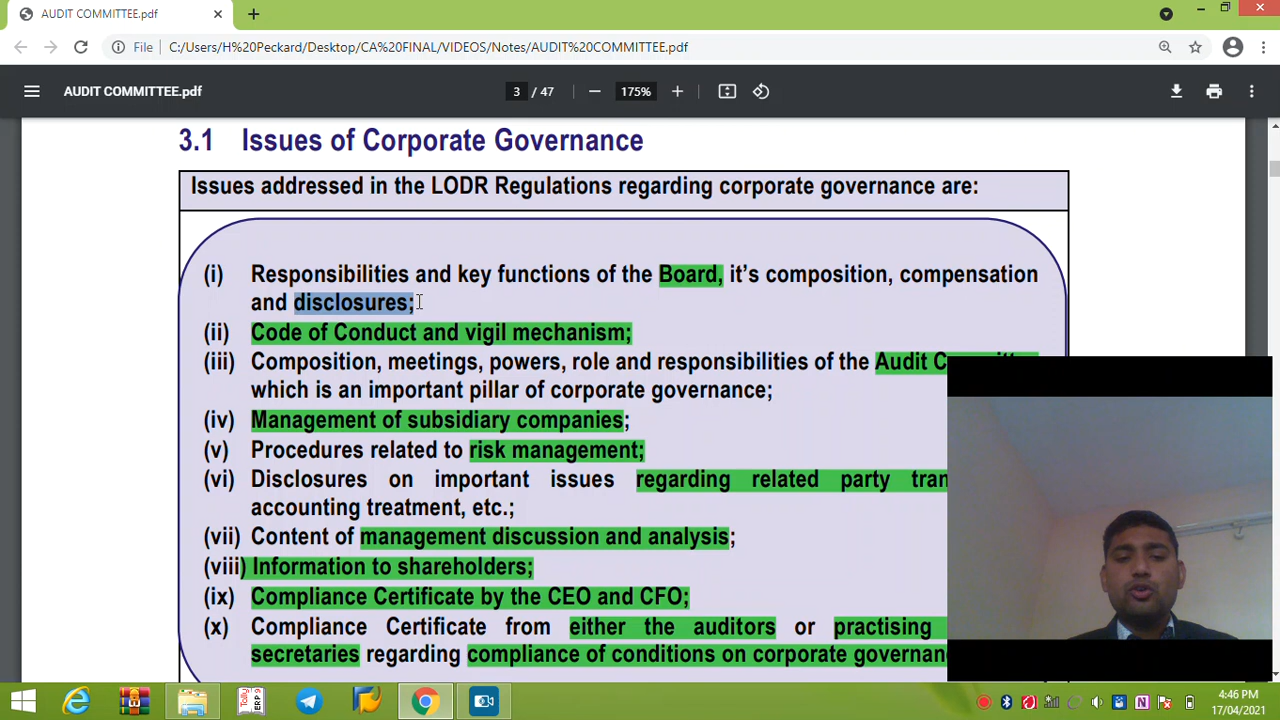 AUDIT COMMITTEE.pdf
File C:/Users/H%20Peckard/Desktop/CA%20FINAL/VIDEOS/Notes/AUDIT%20COMMITTEE.pdf
AUDIT COMMITTEE.pdf 3 / 47 175%
3.1 Issues of Corporate Governance
Issues addressed in the LODR Regulations regarding corporate governance are:
(i) Responsibilities and key functions of the Board, it's composition, compensation
and disclosures;
(ii) Code of Conduct and vigil mechanism;
(iii) Composition, meetings, powers, role and responsibilities of the Audit
which is an important pillar of corporate governance;
(iv) Management of subsidiary companies;
(v) Procedures related to risk management;
(vi) Disclosures on important issues regarding related party
accounting treatment, etc.;
(vii) Content of management discussion and analysis;
(viii) Information to shareholders;
(ix) Compliance Certificate by the CEO and CFO;
(x) Compliance Certificate from either the auditors or practising
secretaries regarding compliance of conditions on corporate
Tally
ERP 9
4:46 PM
17/04/2021